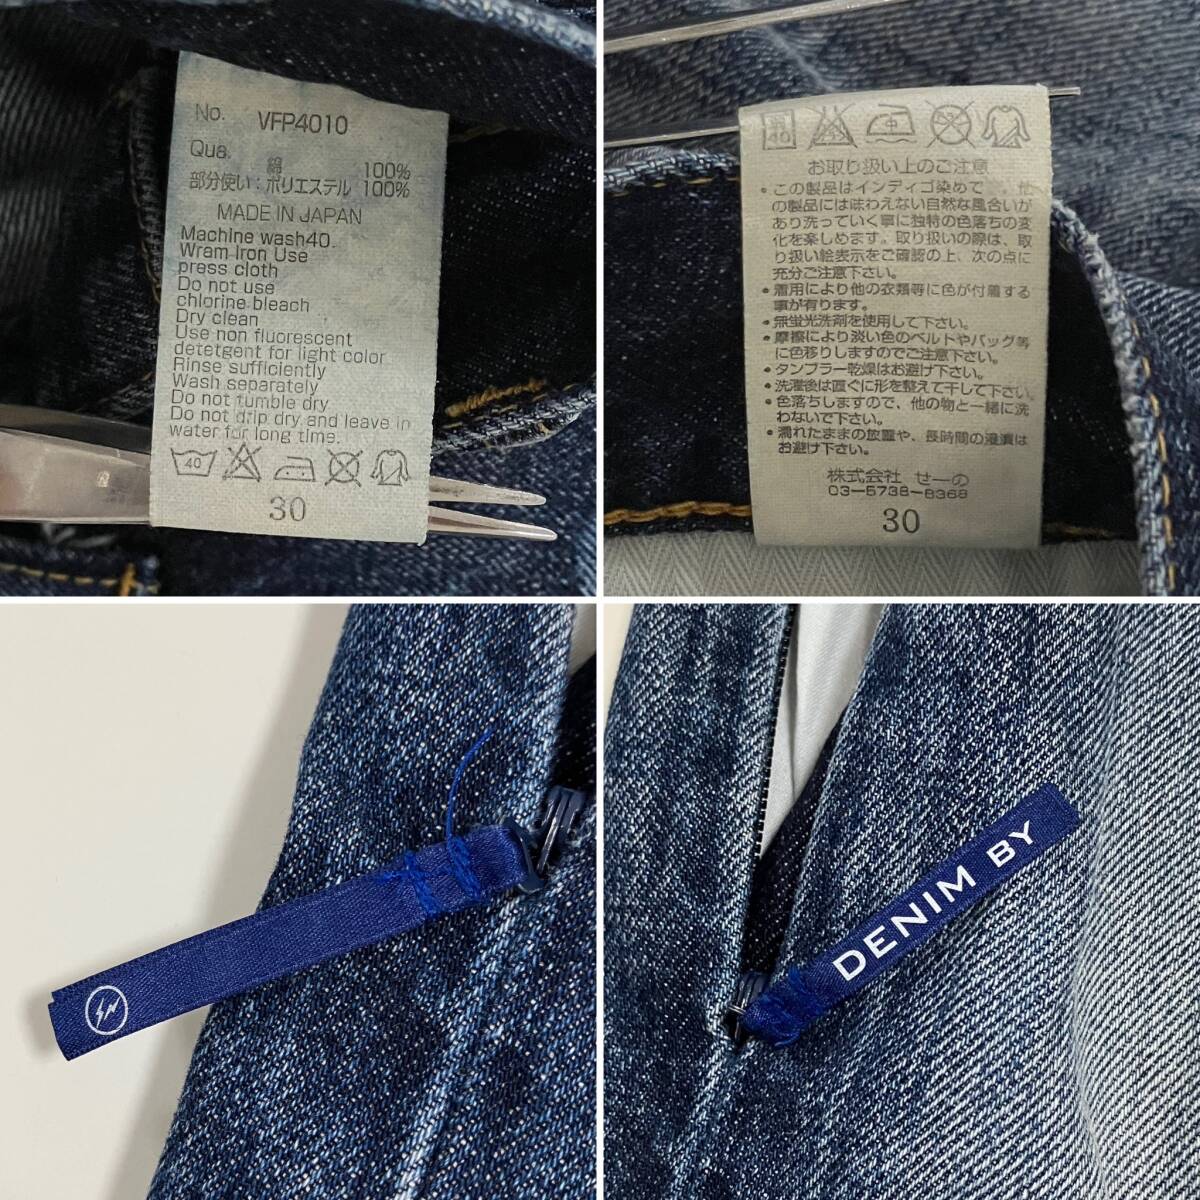 No. VFP4010
Qua. 綿 100%
部分使い:ポリエステル 100%
MADE IN JAPAN
Machine wash40.
Wram Iron Use
press cloth
Do not use
chlorine bleach
Dry clean
Use non fluorescent
detetgent for light color
Rinse sufficiently
Wash separately
Do not tumble dry
Do not drip dry and leave in
water for long time.
40
30
40
お取り扱い上のご注意
・この製品はインディゴ染めで 他
の製品には味わえない自然な風合いが
あり洗っていく事に独特の色落ちの変
化を楽しめます。取り扱いの際は、取
り扱い絵表示をご確認の上、次の点に
充分ご注意下さい。
・着用により他の衣類等に色が付着する
事が有ります。
・無蛍光洗剤を使用して下さい。
・摩擦により淡い色のベルトやバッグ等
に色移りしますのでご注意下さい。
・タンブラー乾燥はお避け下さい。
・洗濯後は直ぐに形を整えて干して下さい。
・色落ちしますので、他の物と一緒に洗
わないで下さい。
・濡れたままの放置や、長時間の浸漬は
お避け下さい。
株式会社 せーの
03-5738-8368
30
DENIM BY